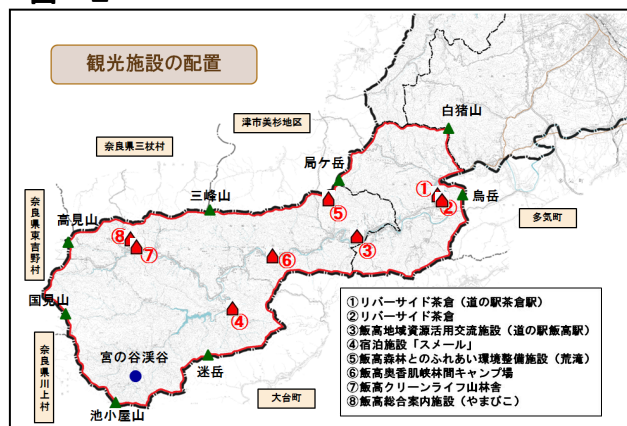 観光施設の配置
白猪山
津市美杉地区
奈良県三杖村
局ケ岳
三峰山
烏岳
多気町
奈良県東吉野村
高見山
国見山
奈良県川上村
宮の谷渓谷
迷岳
池小屋山
大台町
①
②
③
④
⑤
⑥
⑦
⑧
①リバーサイド茶倉（道の駅茶倉駅）
②リバーサイド茶倉
③飯高地域資源活用交流施設（道の駅飯高駅）
④宿泊施設「スメール」
⑤飯高森林とのふれあい環境整備施設（荒滝）
⑥飯高奥香肌峡林間キャンプ場
⑦飯高クリーンライフ山林舎
⑧飯高総合案内施設（やまびこ）